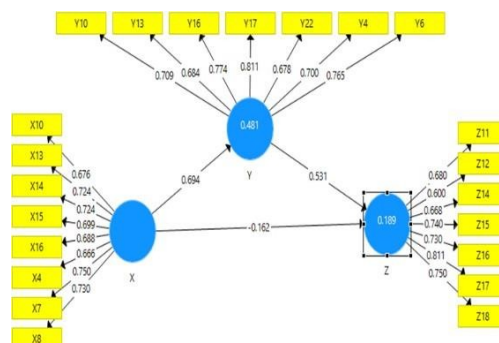 Y10 Y13 Y16 Y17 Y22 Y4 Y6
0.709 0.684 0.774 0.811 0.678 0.700 0.765
0.481
Y
X10
X13
X14
X15
X16
X4
X7
X8
0.676
0.724
0.724
0.699
0.688
0.666
0.750
0.730
X
0.694
0.531
-0.162
0.189
Z
0.680
0.600
0.668
0.740
0.730
0.811
0.750
Z11
Z12
Z14
Z15
Z16
Z17
Z18